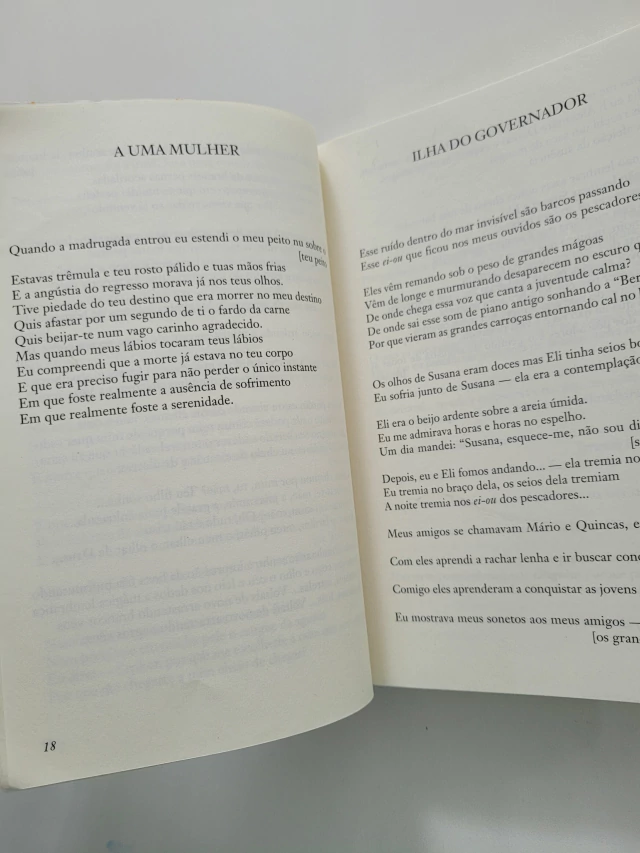 A UMA MULHER
Quando a madrugada entrou eu estendi o meu peito nu sobre o
[teu peito
Estavas trêmula e teu rosto pálido e tuas mãos frias
E a angústia do regresso morava já nos teus olhos.
Tive piedade do teu destino que era morrer no meu destino
Quis afastar por um segundo de ti o fardo da carne
Quis beijar-te num vago carinho agradecido.
Mas quando meus lábios tocaram teus lábios
Eu compreendi que a morte já estava no teu corpo
E que era preciso fugir para não perder o único instante
Em que foste realmente a ausência de sofrimento
Em que realmente foste a serenidade.
18
ILHA DO GOVERNADOR
Esse ruído dentro do mar invisível são barcos passando
Esse ei-ou que ficou nos meus ouvidos são os pescadores
Eles vêm remando sob o peso de grandes mágoas
Vêm de longe e murmurando desaparecem no escuro
De onde chega essa voz que canta a juventude calma?
De onde sai esse som de piano antigo sonhando a “Ber
Por que vieram as grandes carroças entornando cal no
Os olhos de Susana eram doces mas Eli tinha seios
Eu sofria junto de Susana — ela era a contemplação
Eli era o beijo ardente sobre a areia úmida.
Eu me admirava horas e horas no espelho.
Um dia mandei: “Susana, esquece-me, não sou di
[s
Depois, eu e Eli fomos andando... — ela tremia no
Eu tremia no braço dela, os seios dela tremiam
A noite tremia nos ei-ou dos pescadores...
Meus amigos se chamavam Mário e Quincas, e
Com eles aprendi a rachar lenha e ir buscar con
Comigo eles aprenderam a conquistar as jovens
Eu mostrava meus sonetos aos meus amigos —
[os gran